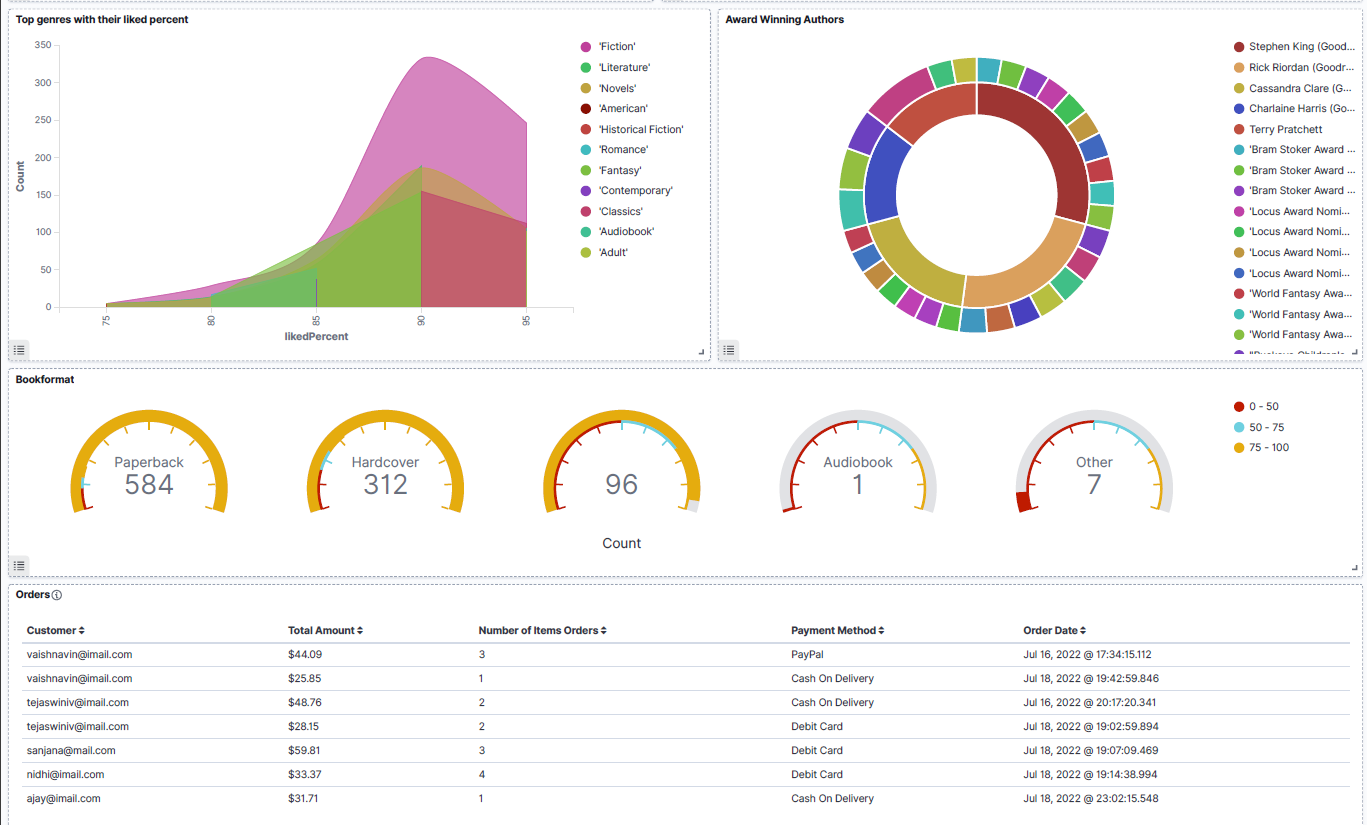 Top genres with their liked percent
350
300
250
200
150
100
50
0
Count
75
80
85
90
95
likedPercent
'Fiction'
'Literature'
'Novels'
'American'
'Historical Fiction'
'Romance'
'Fantasy'
'Contemporary'
'Classics'
'Audiobook'
'Adult'
Award Winning Authors
Stephen King (Good...
Rick Riordan (Goodr...
Cassandra Clare (G...
Charlaine Harris (Go...
Terry Pratchett
'Bram Stoker Award ...
'Bram Stoker Award ...
'Bram Stoker Award ...
'Locus Award Nomi...
'Locus Award Nomi...
'Locus Award Nomi...
'Locus Award Nomi...
'World Fantasy Awa...
'World Fantasy Awa...
'World Fantasy Awa...
Bookformat
Paperback
584
Hardcover
312
96
Audiobook
1
Other
7
Count
0 - 50
50 - 75
75 - 100
Orders
Customer Total Amount Number of Items Orders Payment Method Order Date
vaishnavin@imail.com $44.09 3 PayPal Jul 16, 2022 @ 17:34:15.112
vaishnavin@imail.com $25.85 1 Cash On Delivery Jul 18, 2022 @ 19:42:59.846
tejaswiniv@imail.com $48.76 2 Cash On Delivery Jul 16, 2022 @ 20:17:20.341
tejaswiniv@imail.com $28.15 2 Debit Card Jul 18, 2022 @ 19:02:59.894
sanjana@mail.com $59.81 3 Debit Card Jul 18, 2022 @ 19:07:09.469
nidhi@imail.com $33.37 4 Debit Card Jul 18, 2022 @ 19:14:38.994
ajay@imail.com $31.71 1 Cash On Delivery Jul 18, 2022 @ 23:02:15.548